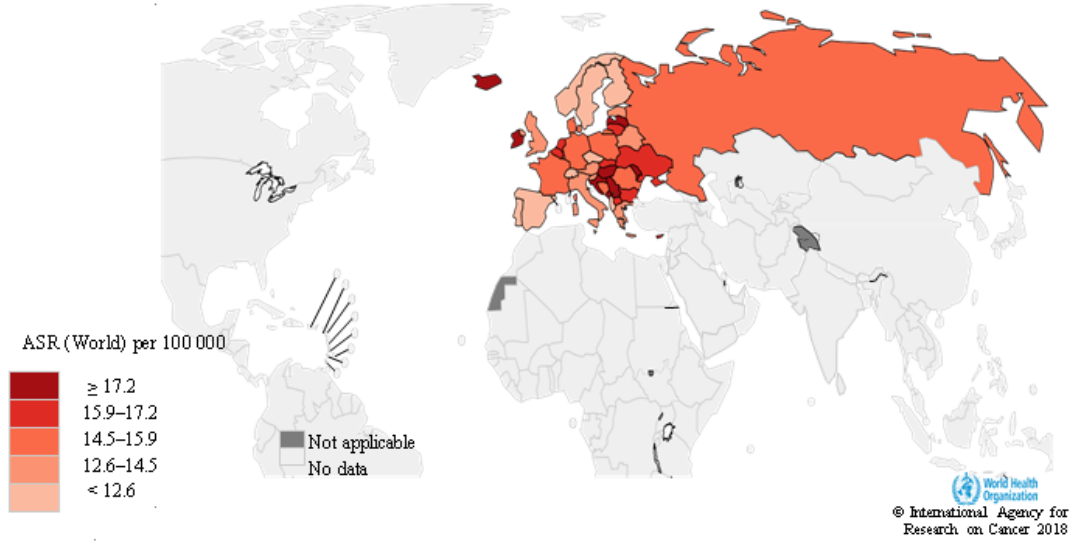 ASR (World) per 100 000
≥ 17.2
15.9–17.2
14.5–15.9
12.6–14.5
< 12.6
Not applicable
No data
World Health
Organization
© International Agency for
Research on Cancer 2018